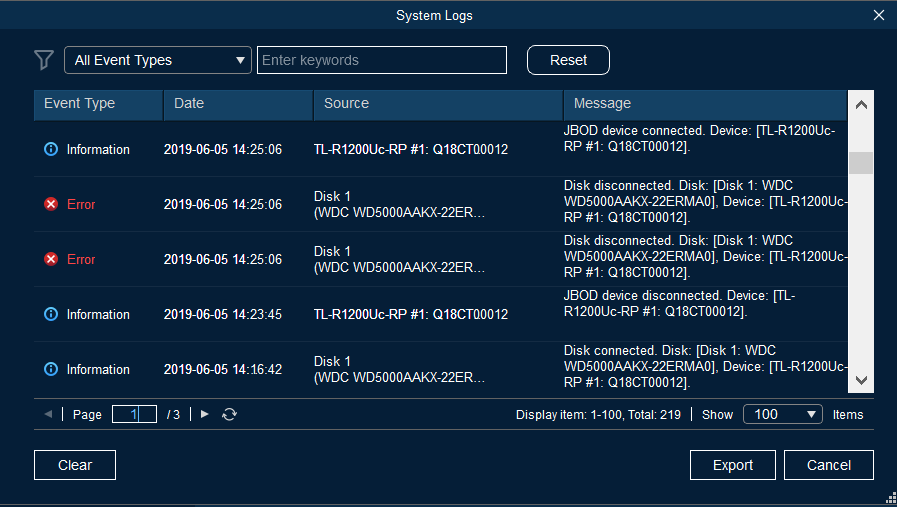 System Logs
All Event Types
Enter keywords
Reset
Event Type Date Source Message
Information 2019-06-05 14:25:06 TL-R1200Uc-RP #1: Q18CT00012
JBOD device connected. Device: [TL-R1200Uc-
RP #1: Q18CT00012].
Error 2019-06-05 14:25:06
Disk 1
(WDC WD5000AAKX-22ER...
Disk disconnected. Disk: [Disk 1: WDC
WD5000AAKX-22ERMA0], Device: [TL-R1200Uc-
RP #1: Q18CT00012].
Error 2019-06-05 14:25:06
Disk 1
(WDC WD5000AAKX-22ER...
Disk disconnected. Disk: [Disk 1: WDC
WD5000AAKX-22ERMA0], Device: [TL-R1200Uc-
RP #1: Q18CT00012].
Information 2019-06-05 14:23:45 TL-R1200Uc-RP #1: Q18CT00012
JBOD device disconnected. Device: [TL-
R1200Uc-RP #1: Q18CT00012].
Information 2019-06-05 14:16:42
Disk 1
(WDC WD5000AAKX-22ER...
Disk connected. Disk: [Disk 1: WDC
WD5000AAKX-22ERMA0], Device: [TL-R1200Uc-
RP #1: Q18CT00012].
Page 1 / 3 Display item: 1-100, Total: 219 Show 100 Items
Clear Export Cancel